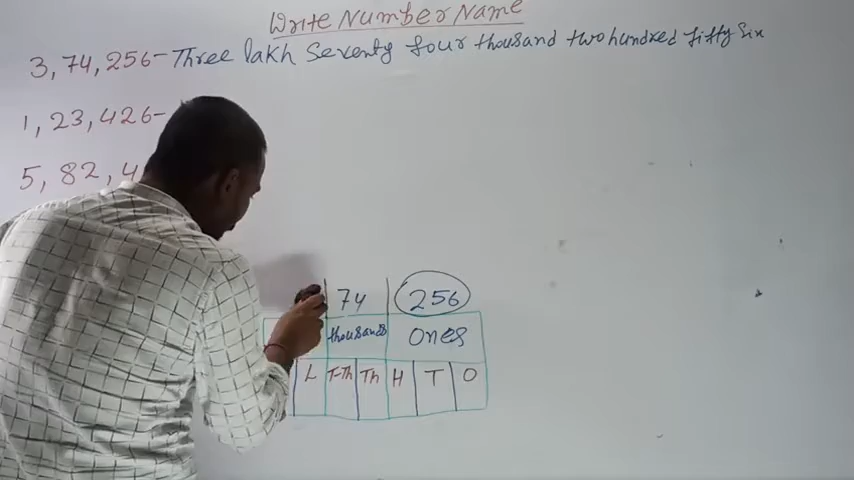 Write Number Name
3,74,256- Three lakh Seventy four thousand two hundred fifty Six
1,23,426-
5,82,4
74 256
thousands Ones
L T-Th Th H T O